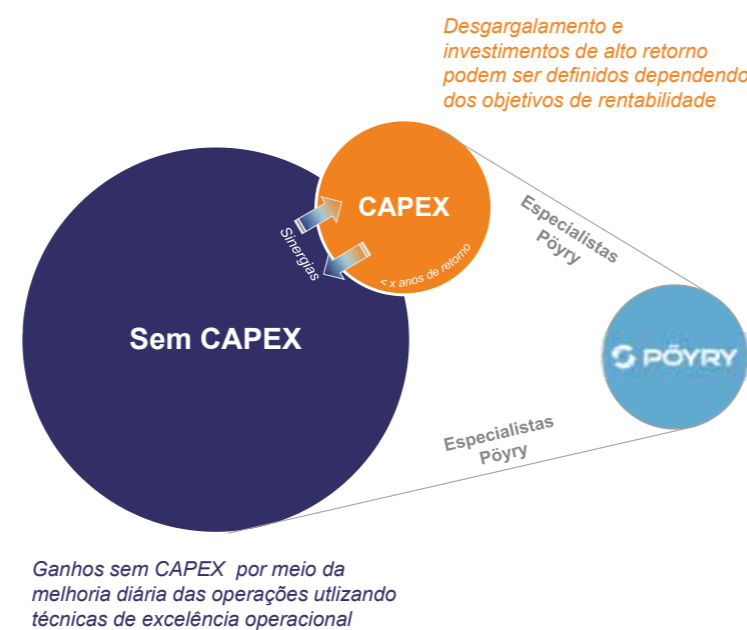 Desgargalamento e
investimentos de alto retorno
podem ser definidos dependendo
dos objetivos de rentabilidade
CAPEX
< x anos de retorno
Sinergias
Especialistas
Pöyry
Sem CAPEX
PÖYRY
Especialistas
Pöyry
Ganhos sem CAPEX por meio da
melhoria diária das operações utlizando
técnicas de excelência operacional